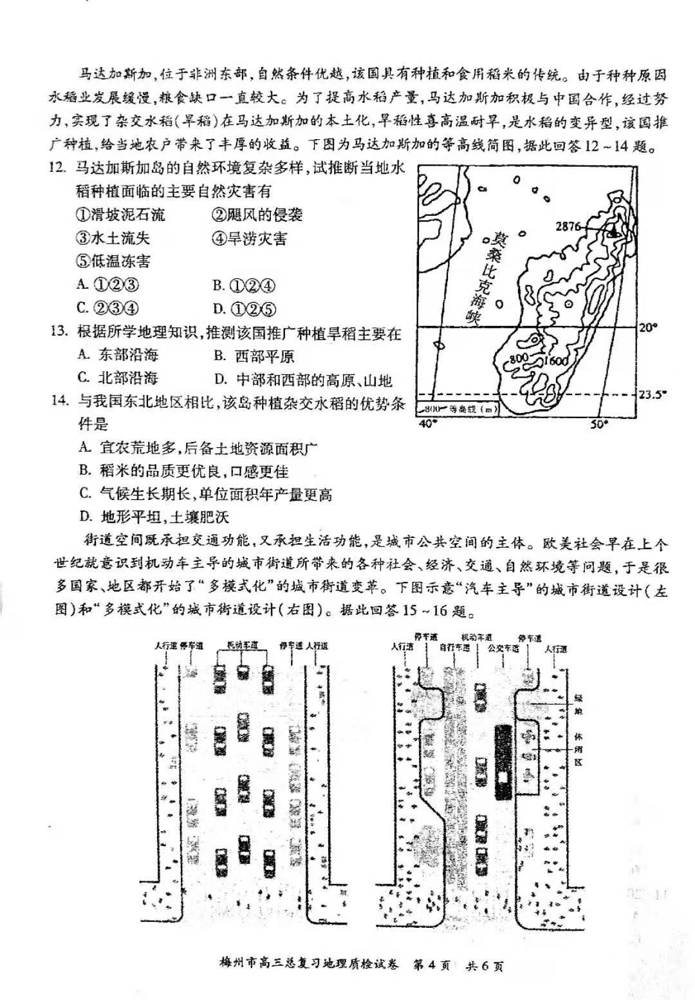 马达加斯加,位于非洲东部,自然条件优越,该国具有种植和食用稻米的传统。由于种种原因
水稻业发展缓慢,粮食缺口一直较大。为了提高水稻产量,马达加斯加积极与中国合作,经过努
力,实现了杂交水稻(旱稻)在马达加斯加的本土化,旱稻性喜高温耐旱,是水稻的变异型,该国推
广种植,给当地农户带来了丰厚的收益。下图为马达加斯加的等高线简图,据此回答12~14题。
12. 马达加斯加岛的自然环境复杂多样,试推断当地水
稻种植面临的主要自然灾害有
①滑坡泥石流 ②飓风的侵袭
③水土流失 ④旱涝灾害
⑤低温冻害
A. ①②③ B. ①②④
C. ②③④ D. ①②⑤
13. 根据所学地理知识,推测该国推广种植旱稻主要在
A. 东部沿海 B. 西部平原
C. 北部沿海 D. 中部和西部的高原、山地
14. 与我国东北地区相比,该岛种植杂交水稻的优势条
件是
A. 宜农荒地多,后备土地资源面积广
B. 稻米的品质更优良,口感更佳
C. 气候生长期长,单位面积年产量更高
D. 地形平坦,土壤肥沃
2876
莫桑比克海峡
20°
800 1600
23.5°
800 等高线(m)
40° 50°
街道空间既承担交通功能,又承担生活功能,是城市公共空间的主体。欧美社会早在上个
世纪就意识到机动车主导的城市街道所带来的各种社会、经济、交通、自然环境等问题,于是很
多国家、地区都开始了“多模式化”的城市街道变革。下图示意“汽车主导”的城市街道设计(左
图)和“多模式化”的城市街道设计(右图)。据此回答15~16题。
人行道 停车道 机动车道 停车道 人行道
停车道 机动车道 停车道
人行道 自行车道 公交车道 人行道
绿地
休闲区
梅州市高三总复习地理质检试卷 第4页 共6页